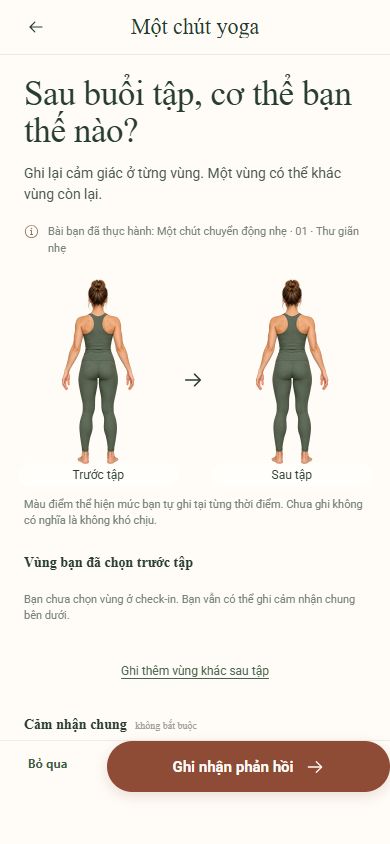 Một chút yoga
Sau buổi tập, cơ thể bạn
thế nào?
Ghi lại cảm giác ở từng vùng. Một vùng có thể khác
vùng còn lại.
Bài bạn đã thực hành: Một chút chuyển động nhẹ · 01 · Thư giãn
nhẹ
Trước tập
Sau tập
Màu điểm thể hiện mức bạn tự ghi tại từng thời điểm. Chưa ghi không
có nghĩa là không khó chịu.
Vùng bạn đã chọn trước tập
Bạn chưa chọn vùng ở check-in. Bạn vẫn có thể ghi cảm nhận chung
bên dưới.
Ghi thêm vùng khác sau tập
Cảm nhận chung không bắt buộc
Bỏ qua
Ghi nhận phản hồi